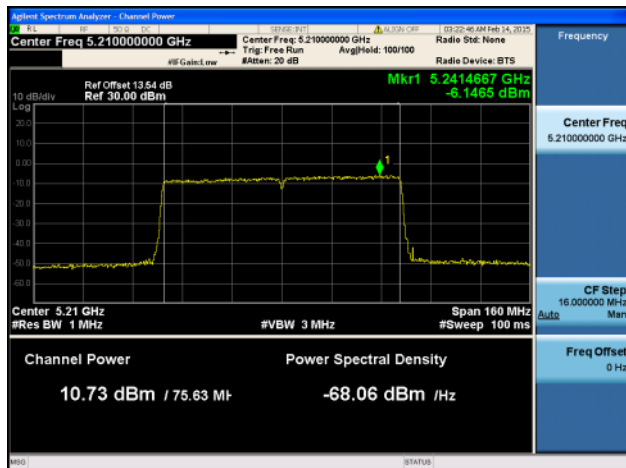 Agilent Spectrum Analyzer - Channel Power
RL RF 50 Ω DC SENSE:INT ALIGN OFF 03:22:46 AM Feb 14, 2015
Center Freq 5.210000000 GHz
Center Freq: 5.210000000 GHz
Radio Std: None
Trig: Free Run Avg|Hold: 100/100
#IFGain:Low #Atten: 20 dB Radio Device: BTS
Frequency
Mkr1 5.2414667 GHz
-6.1465 dBm
Ref Offset 13.54 dB
10 dB/div Ref 30.00 dBm
Log
20.0
10.0
0.00
1
-10.0
-20.0
-30.0
-40.0
-50.0
-60.0
Center 5.21 GHz Span 160 MHz
#Res BW 1 MHz #VBW 3 MHz #Sweep 100 ms
Channel Power Power Spectral Density
10.73 dBm / 75.63 MH -68.06 dBm /Hz
Center Freq
5.210000000 GHz
CF Step
16.000000 MHz
Auto Man
Freq Offset
0 Hz
MSG STATUS